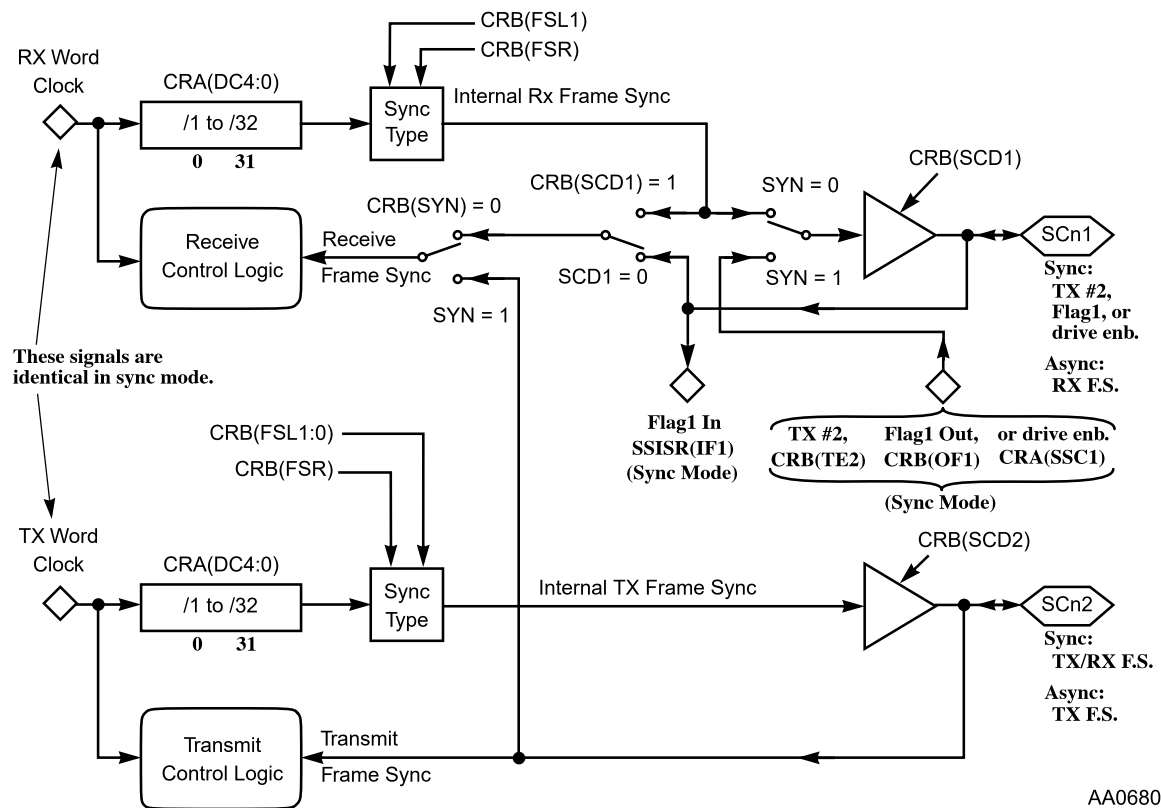 CRB(FSL1)
CRB(FSR)
RX Word
Clock
CRA(DC4:0)
/1 to /32
0 31
Sync
Type
Internal Rx Frame Sync
CRB(SCD1)
CRB(SCD1) = 1
SYN = 0
CRB(SYN) = 0
Receive
Control Logic
Receive
Frame Sync
SCD1 = 0
SYN = 1
SYN = 1
SCn1
Sync:
TX #2,
Flag1, or
drive enb.
Async:
RX F.S.
These signals are
identical in sync mode.
Flag1 In
SSISR(IF1)
(Sync Mode)
TX #2, Flag1 Out, or drive enb.
CRB(TE2) CRB(OF1) CRA(SSC1)
(Sync Mode)
CRB(FSL1:0)
CRB(FSR)
TX Word
Clock
CRA(DC4:0)
/1 to /32
0 31
Sync
Type
Internal TX Frame Sync
CRB(SCD2)
SCn2
Sync:
TX/RX F.S.
Async:
TX F.S.
Transmit
Control Logic
Transmit
Frame Sync
AA0680